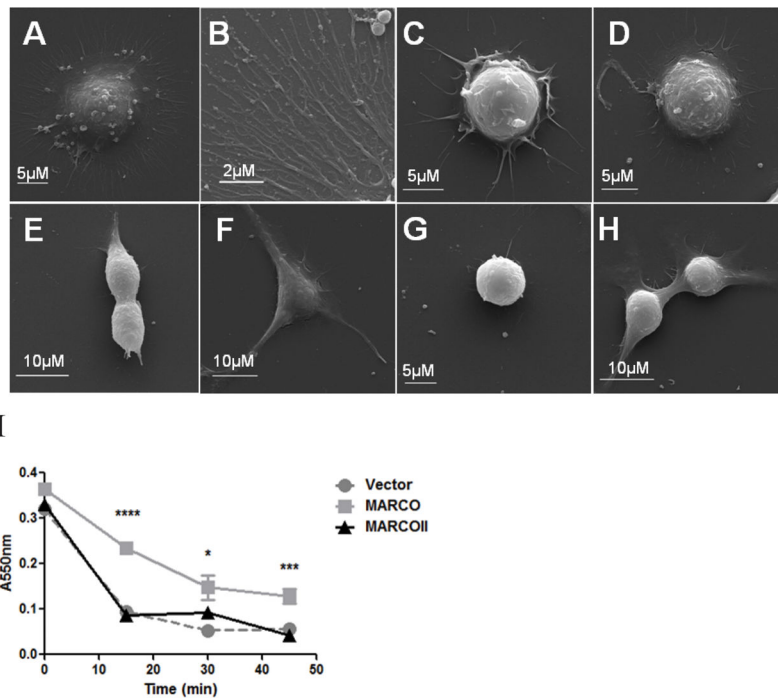 A B C D
5μM 2μM 5μM 5μM
E F G H
10μM 10μM 5μM 10μM
I
0.4
0.3
0.2
0.1
0.0
A550nm
**** * ***
0 10 20 30 40 50
Time (min)
Vector
MARCO
MARCOII